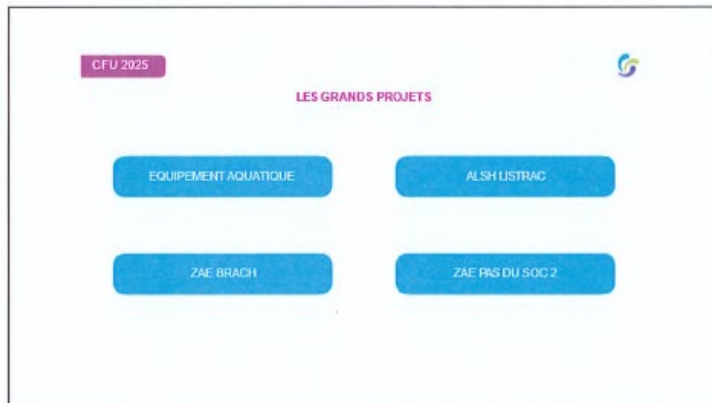 CFU 2025
LES GRANDS PROJETS
EQUIPEMENT AQUATIQUE
ALSH LISTRAC
ZAE BRACH
ZAE PAS DU SOC 2